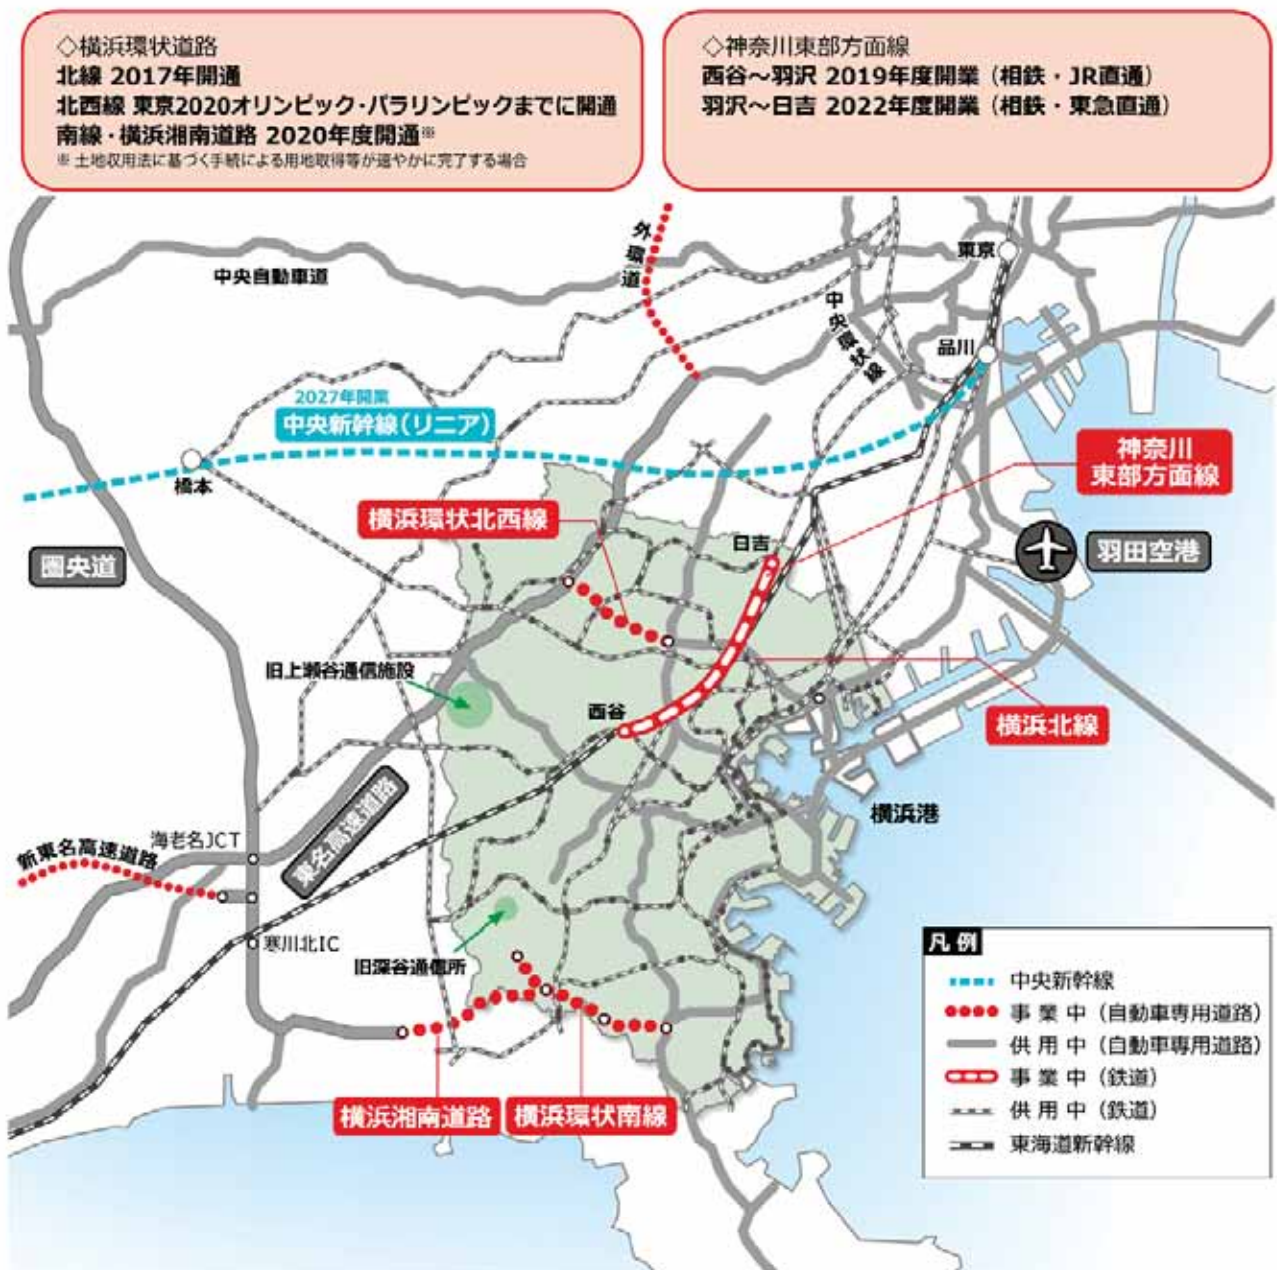 ◇横浜環状道路
北線 2017年開通
北西線 東京2020オリンピック・パラリンピックまでに開通
南線・横浜湘南道路 2020年度開通※
※ 土地収用法に基づく手続による用地取得等が速やかに完了する場合
◇神奈川東部方面線
西谷～羽沢 2019年度開業（相鉄・JR直通）
羽沢～日吉 2022年度開業（相鉄・東急直通）
外環道
中央自動車道
東京
中央環状線
品川
2027年開業
中央新幹線(リニア)
橋本
神奈川
東部方面線
横浜環状北西線
日吉
圏央道
羽田空港
旧上瀬谷通信施設
西谷
横浜北線
東名高速道路
横浜港
海老名JCT
新東名高速道路
寒川北IC
旧深谷通信所
横浜湘南道路
横浜環状南線
凡例
中央新幹線
事業中（自動車専用道路）
供用中（自動車専用道路）
事業中（鉄道）
供用中（鉄道）
東海道新幹線